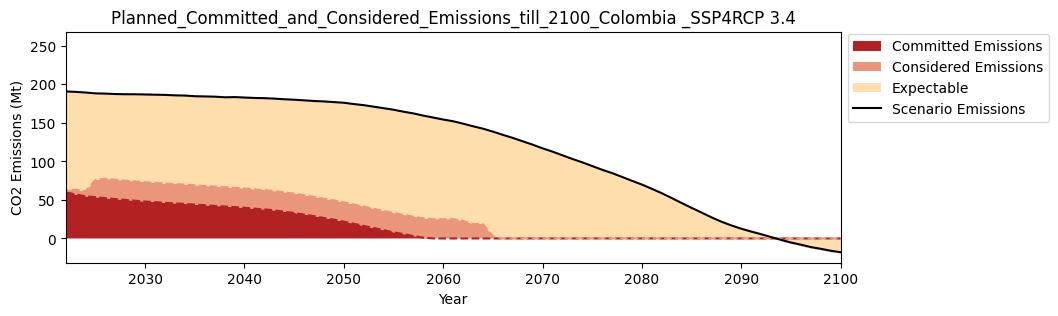 Planned_Committed_and_Considered_Emissions_till_2100_Colombia _SSP4RCP 3.4
250
200
150
100
50
0
CO2 Emissions (Mt)
2030 2040 2050 2060 2070 2080 2090 2100
Year
Committed Emissions
Considered Emissions
Expectable
Scenario Emissions